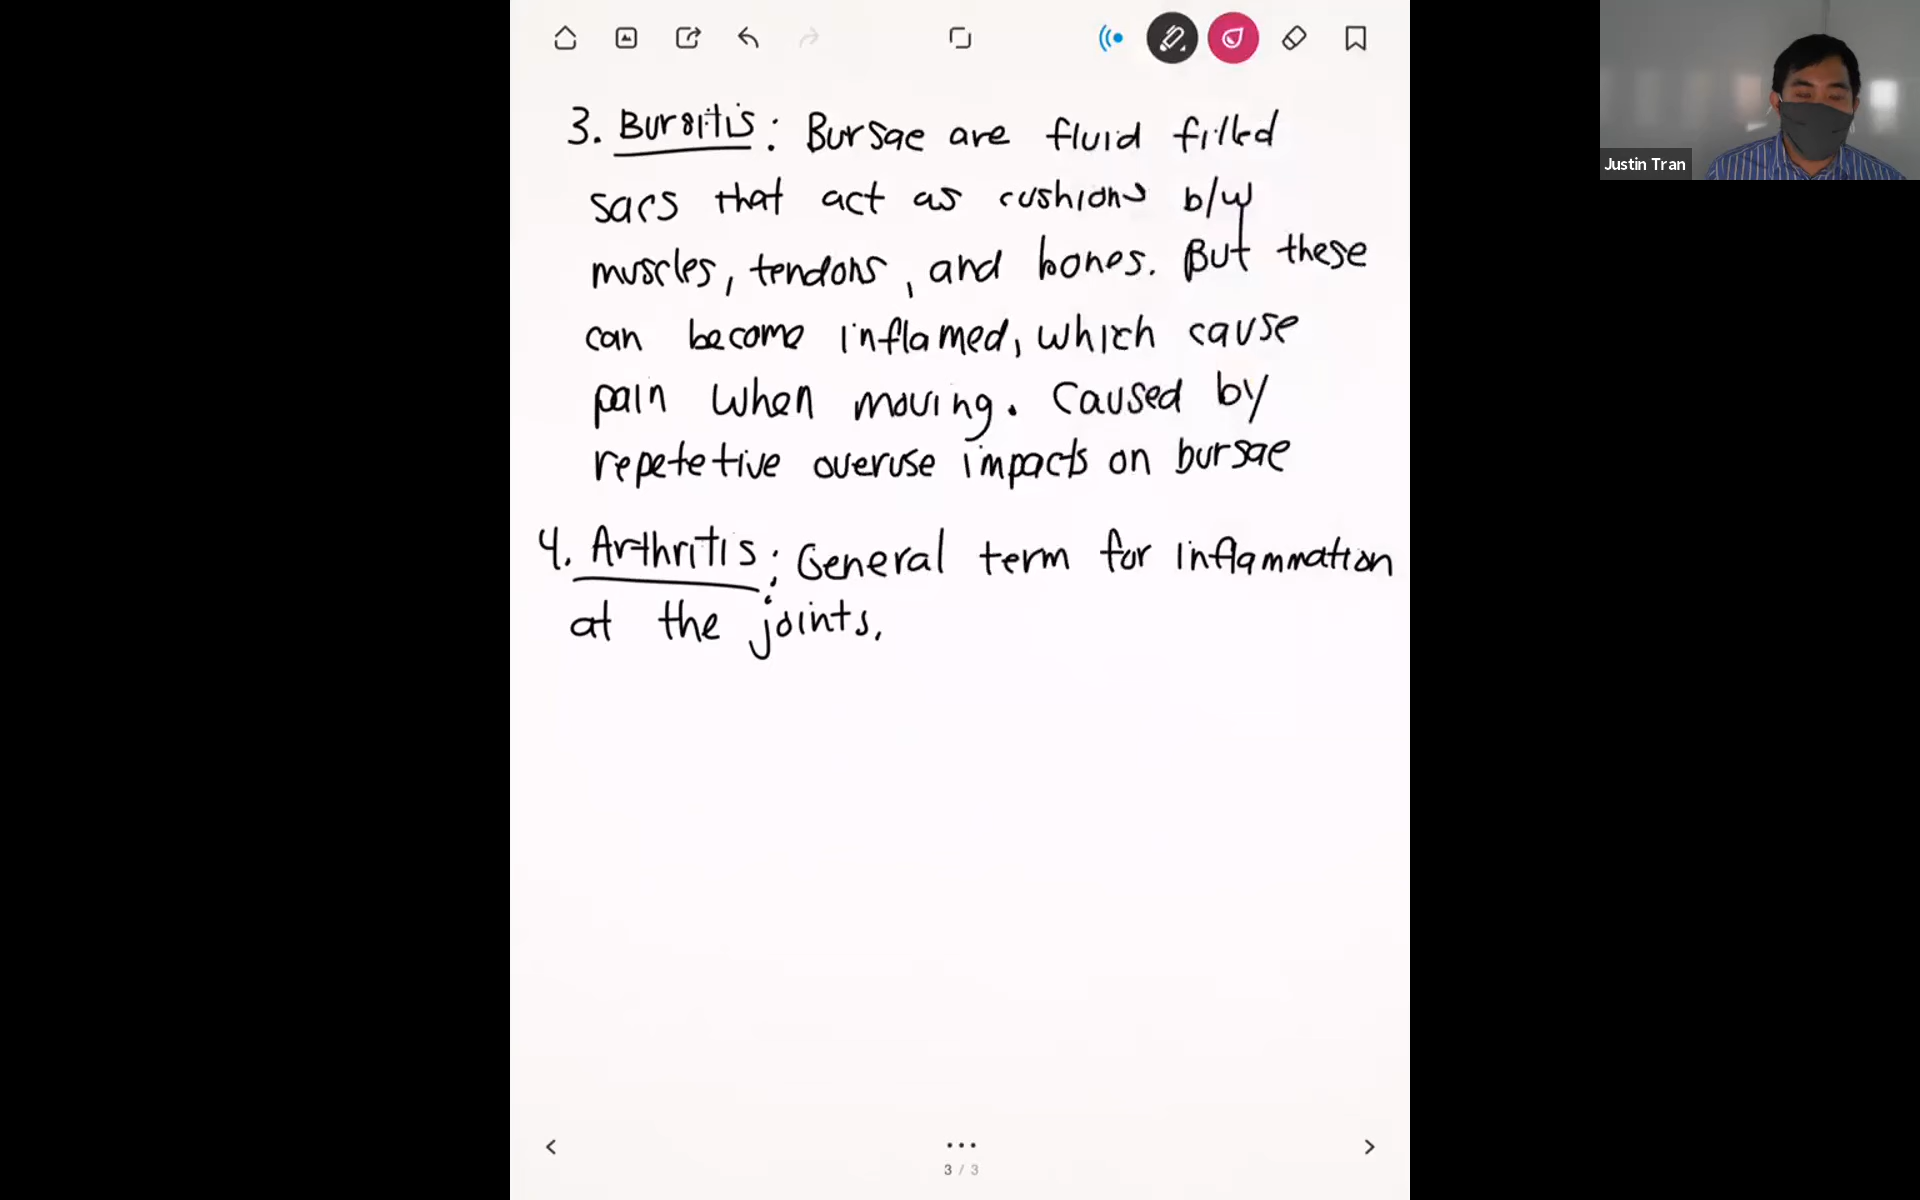 3. Bursitis: Bursae are fluid filled
sacs that act as cushions b/w
muscles, tendons, and bones. But these
can become inflamed, which cause
pain when moving. Caused by
repetetive overuse impacts on bursae
4. Arthritis: General term for inflammation
at the joints.
3 / 3
Justin Tran